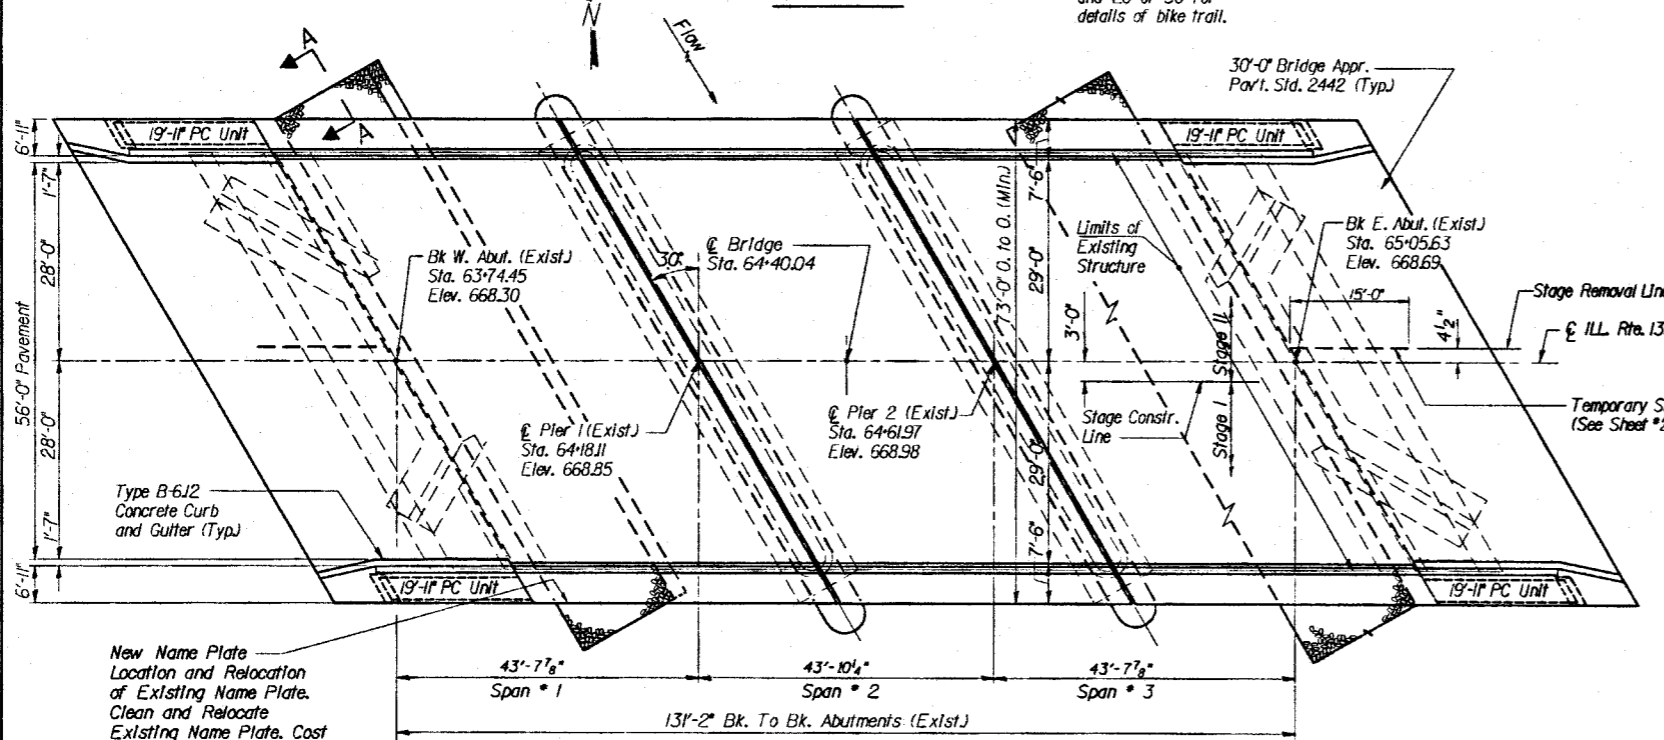 details of bike trail.
N
Flow
A
A
30'-0" Bridge Appr.
Pav't. Std. 2442 (Typ.)
19'-11" PC Unit
19'-11" PC Unit
6'-11"
1'-7"
28'-0"
56'-0" Pavement
28'-0"
1'-7"
6'-11"
Bk W. Abut. (Exist.)
Sta. 63+74.45
Elev. 668.30
30°
℄ Bridge
Sta. 64+40.04
73'-0" O. to O. (Min.)
7'-6"
29'-0"
29'-0"
7'-6"
Limits of
Existing
Structure
3'-0"
Bk E. Abut. (Exist.)
Sta. 65+05.63
Elev. 668.69
15'-0"
Stage Removal Line
4½"
℄ ILL. Rte. 13
Stage II
Stage I
℄ Pier 1 (Exist.)
Sta. 64+18.11
Elev. 668.85
℄ Pier 2 (Exist.)
Sta. 64+61.97
Elev. 668.98
Stage Constr.
Line
Temporary S
(See Sheet #2
Type B-6.12
Concrete Curb
and Gutter (Typ.)
19'-11" PC Unit
19'-11" PC Unit
New Name Plate
Location and Relocation
of Existing Name Plate.
Clean and Relocate
Existing Name Plate. Cost
43'-7⅞"
Span # 1
43'-10¼"
Span # 2
43'-7⅞"
Span # 3
131'-2" Bk. To Bk. Abutments (Exist.)